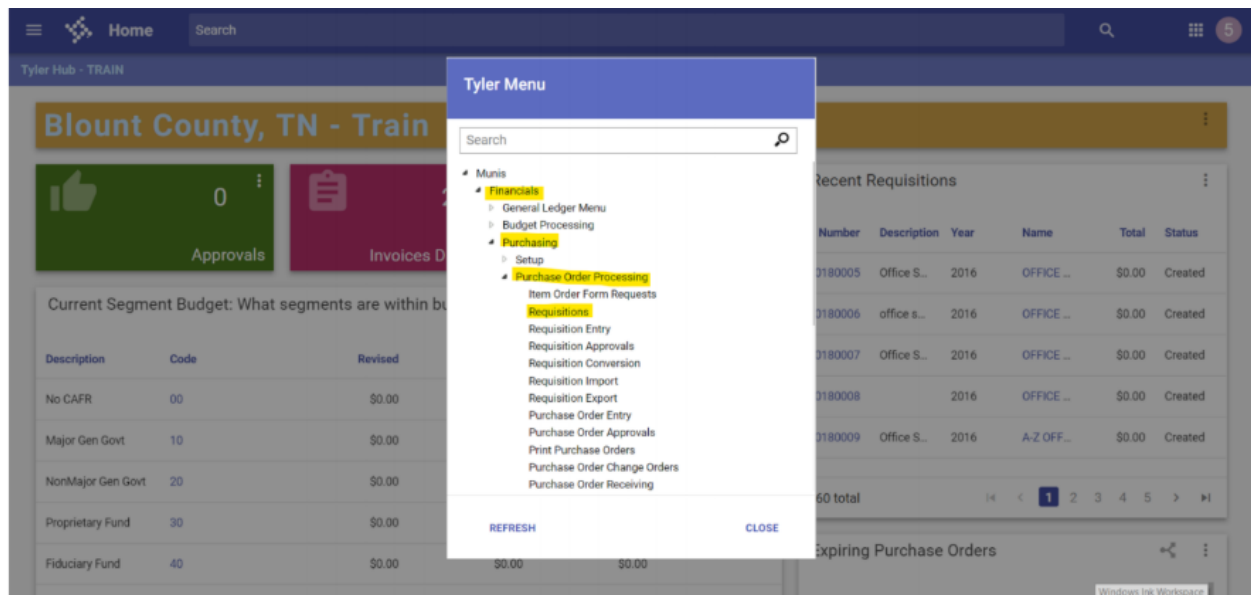 Home
Search
5
Tyler Hub - TRAIN
Blount County, TN - Train
0
Approvals
Invoices D
Current Segment Budget: What segments are within bu
Description Code Revised
No CAFR 00 $0.00
Major Gen Govt 10 $0.00
NonMajor Gen Govt 20 $0.00
Proprietary Fund 30 $0.00
Fiduciary Fund 40 $0.00 $0.00 $0.00
Tyler Menu
Search
Munis
Financials
General Ledger Menu
Budget Processing
Purchasing
Setup
Purchase Order Processing
Item Order Form Requests
Requisitions
Requisition Entry
Requisition Approvals
Requisition Conversion
Requisition Import
Requisition Export
Purchase Order Entry
Purchase Order Approvals
Print Purchase Orders
Purchase Order Change Orders
Purchase Order Receiving
REFRESH CLOSE
Recent Requisitions
Number Description Year Name Total Status
0180005 Office S... 2016 OFFICE ... $0.00 Created
0180006 office s... 2016 OFFICE ... $0.00 Created
0180007 Office S... 2016 OFFICE ... $0.00 Created
0180008 2016 OFFICE ... $0.00 Created
0180009 Office S... 2016 A-Z OFF... $0.00 Created
60 total 1 2 3 4 5
Expiring Purchase Orders
Windows Ink Workspace